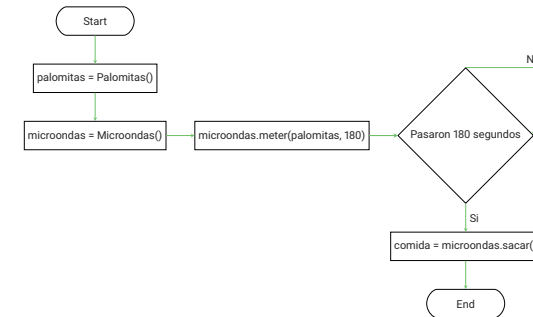 Start
palomitas = Palomitas()
microondas = Microondas()
microondas.meter(palomitas, 180)
Pasaron 180 segundos
N
Si
comida = microondas.sacar(
End